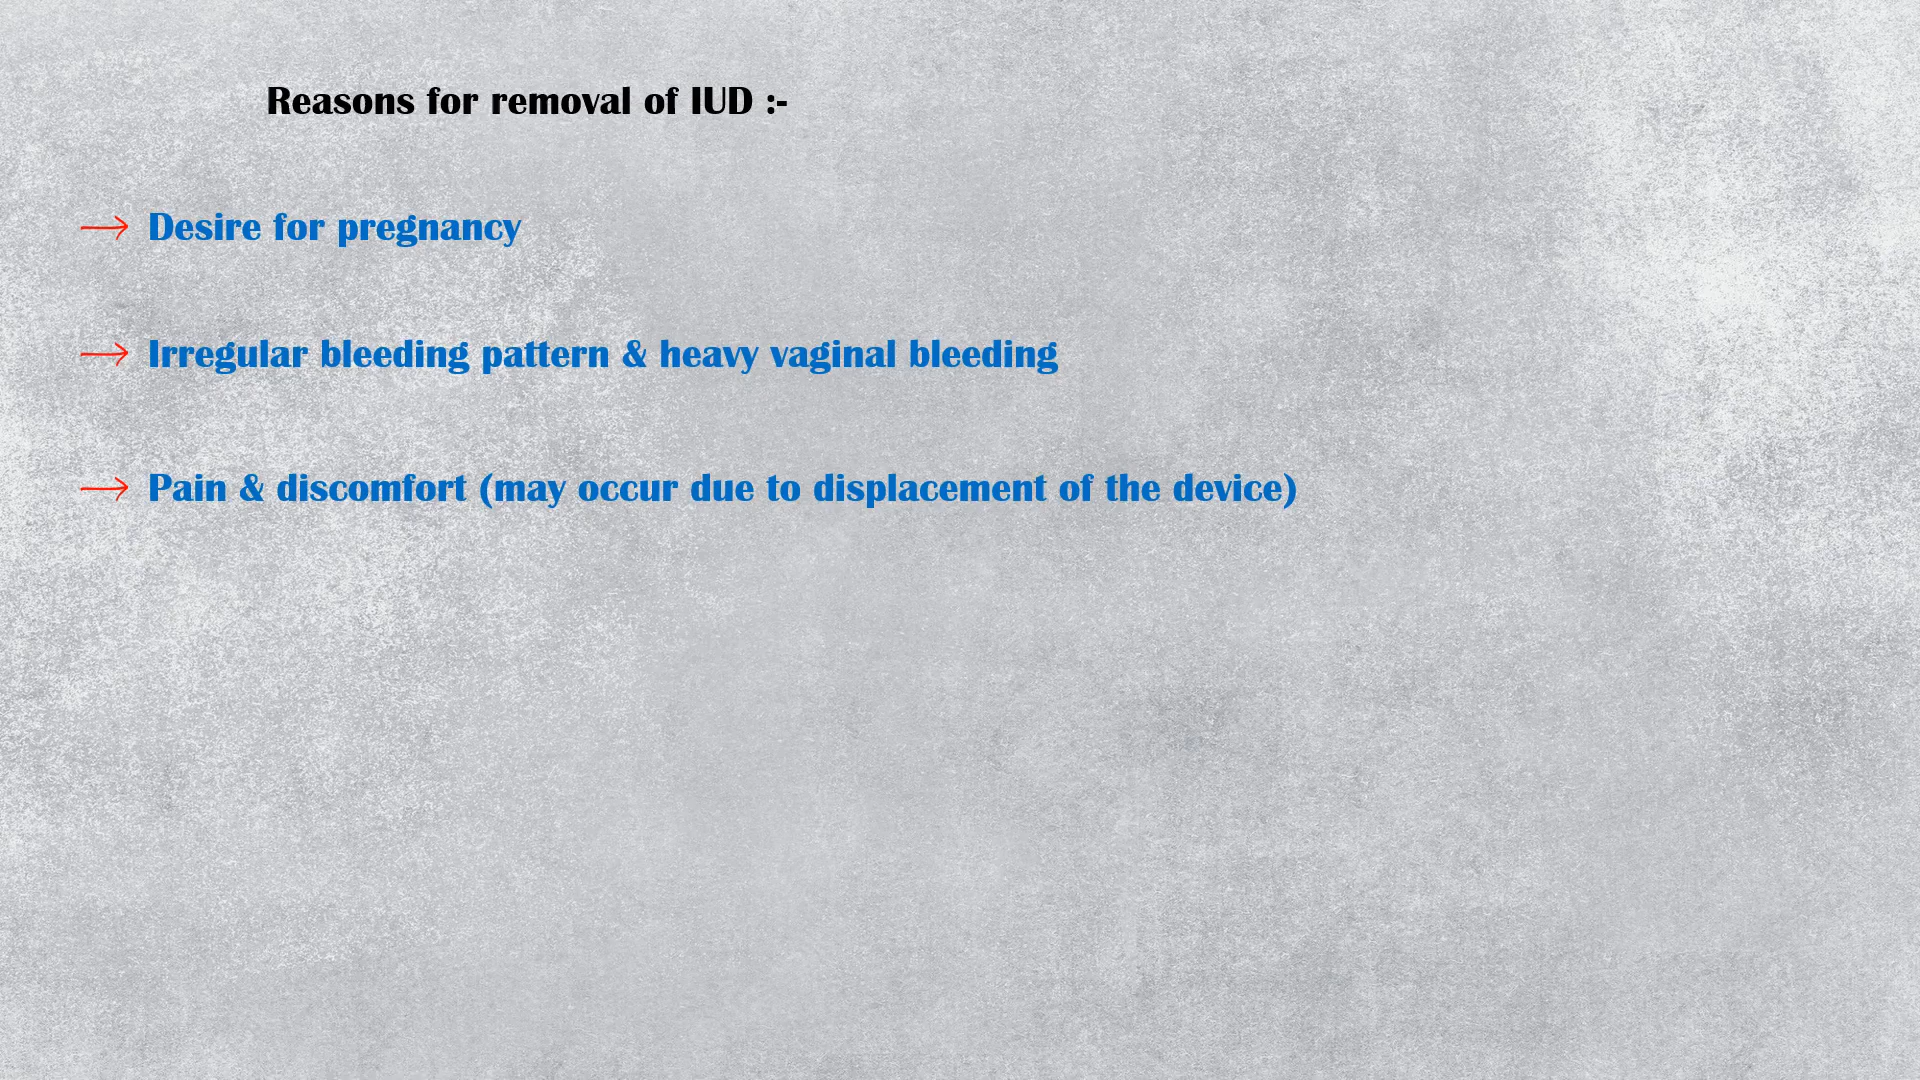 Reasons for removal of IUD :-
→ Desire for pregnancy
→ Irregular bleeding pattern & heavy vaginal bleeding
→ Pain & discomfort (may occur due to displacement of the device)